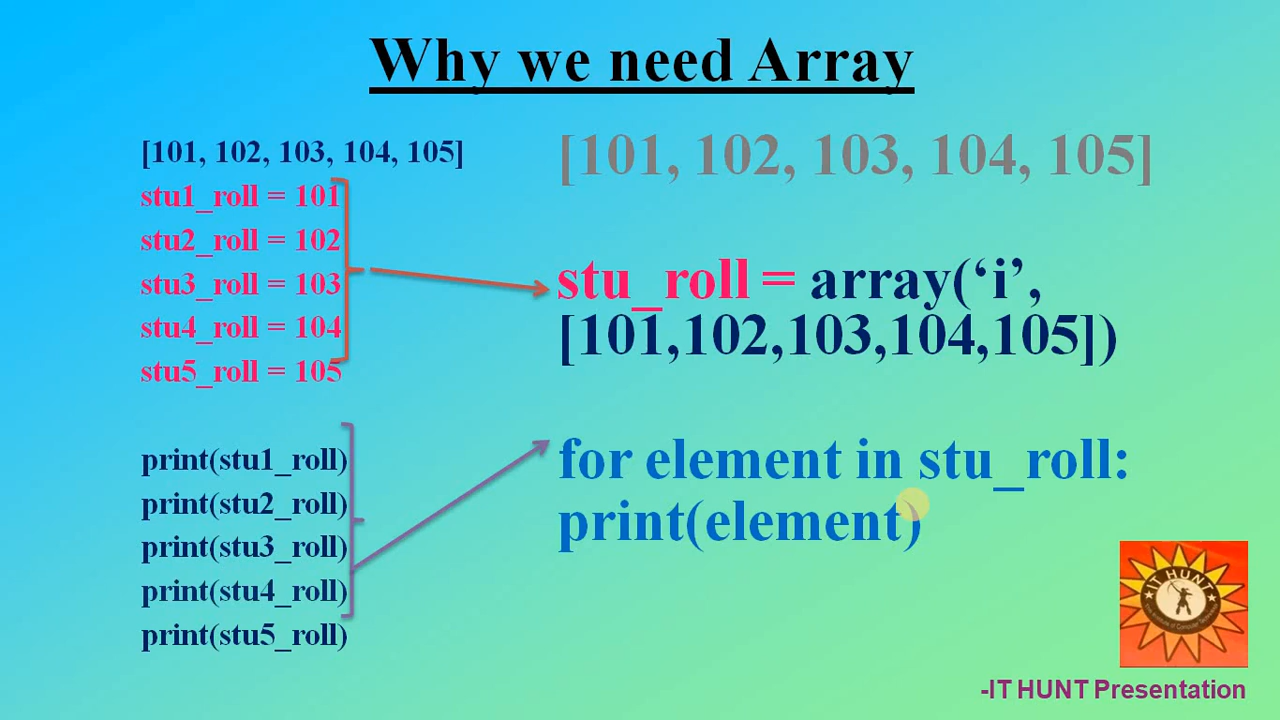 Why we need Array
[101, 102, 103, 104, 105]
stu1_roll = 101
stu2_roll = 102
stu3_roll = 103
stu4_roll = 104
stu5_roll = 105
print(stu1_roll)
print(stu2_roll)
print(stu3_roll)
print(stu4_roll)
print(stu5_roll)
[101, 102, 103, 104, 105]
stu_roll = array(‘i’,
[101,102,103,104,105])
for element in stu_roll:
print(element)
IT HUNT
-IT HUNT Presentation